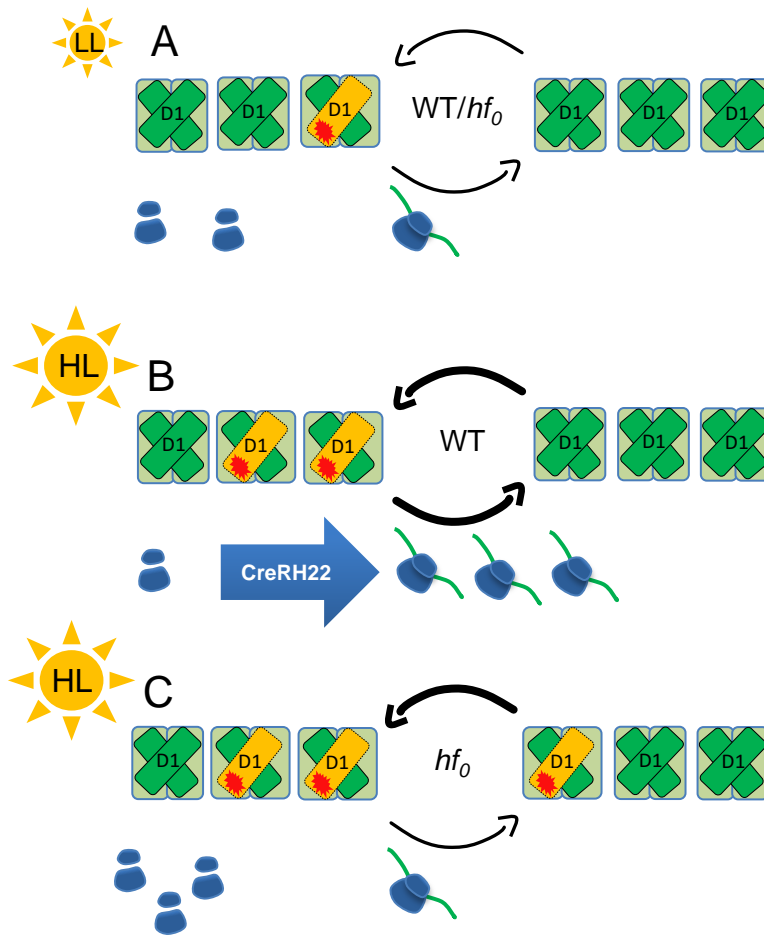 LL
A
D1 D1 D1 WT/hf₀ D1 D1 D1
HL
B
D1 D1 D1 WT D1 D1 D1
CreRH22
HL
C
D1 D1 D1 hf₀ D1 D1 D1